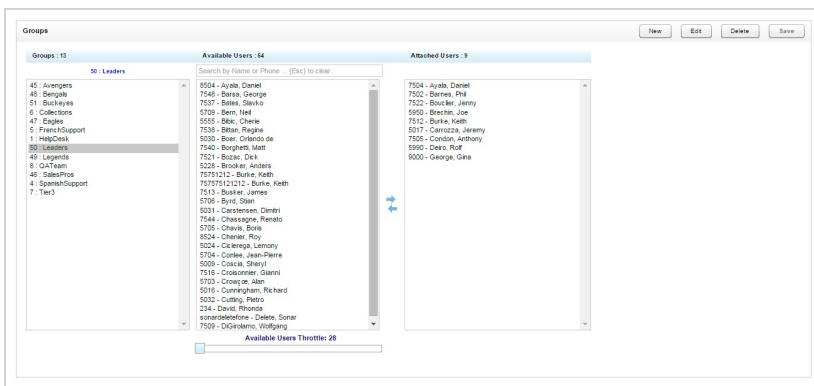 Groups
New
Edit
Delete
Save
Groups : 13
Available Users : 64
Attached Users : 9
50 : Leaders
Search by Name or Phone ... (Esc) to clear.
45 : Avengers
48 : Bengals
51 : Buckeyes
6 : Collections
47 : Eagles
5 : FrenchSupport
1 : HelpDesk
50 : Leaders
49 : Legends
8 : QATeam
46 : SalesPros
4 : SpanishSupport
7 : Tier3
8504 - Ayala, Daniel
7548 - Barsa, George
7537 - Bates, Slavko
5709 - Bern, Neil
5555 - Bibic, Cherie
7538 - Bittan, Regine
5030 - Boer, Orlando de
7540 - Borghetti, Matt
7521 - Bozac, Dick
5228 - Brooker, Anders
75751212 - Burke, Keith
757575121212 - Burke, Keith
7513 - Busker, James
5706 - Byrd, Stian
5031 - Carstensen, Dimitri
7544 - Chassagne, Renato
5705 - Chavis, Boris
8524 - Chenier, Roy
5024 - Ciclerega, Lemony
5704 - Conlee, Jean-Pierre
5009 - Coscia, Sheryl
7516 - Croisonnier, Gianni
5703 - Crowçœ, Alan
5016 - Cunningham, Richard
5032 - Cutting, Pietro
234 - David, Rhonda
sonardeletefone - Delete, Sonar
7509 - DiGirolamo, Wolfgang
7504 - Ayala, Daniel
7502 - Barnes, Phil
7522 - Bouclier, Jenny
5950 - Brechin, Joe
7512 - Burke, Keith
5017 - Carrozza, Jeremy
7505 - Condon, Anthony
5990 - Deiro, Rolf
9000 - George, Gina
Available Users Throttle: 28